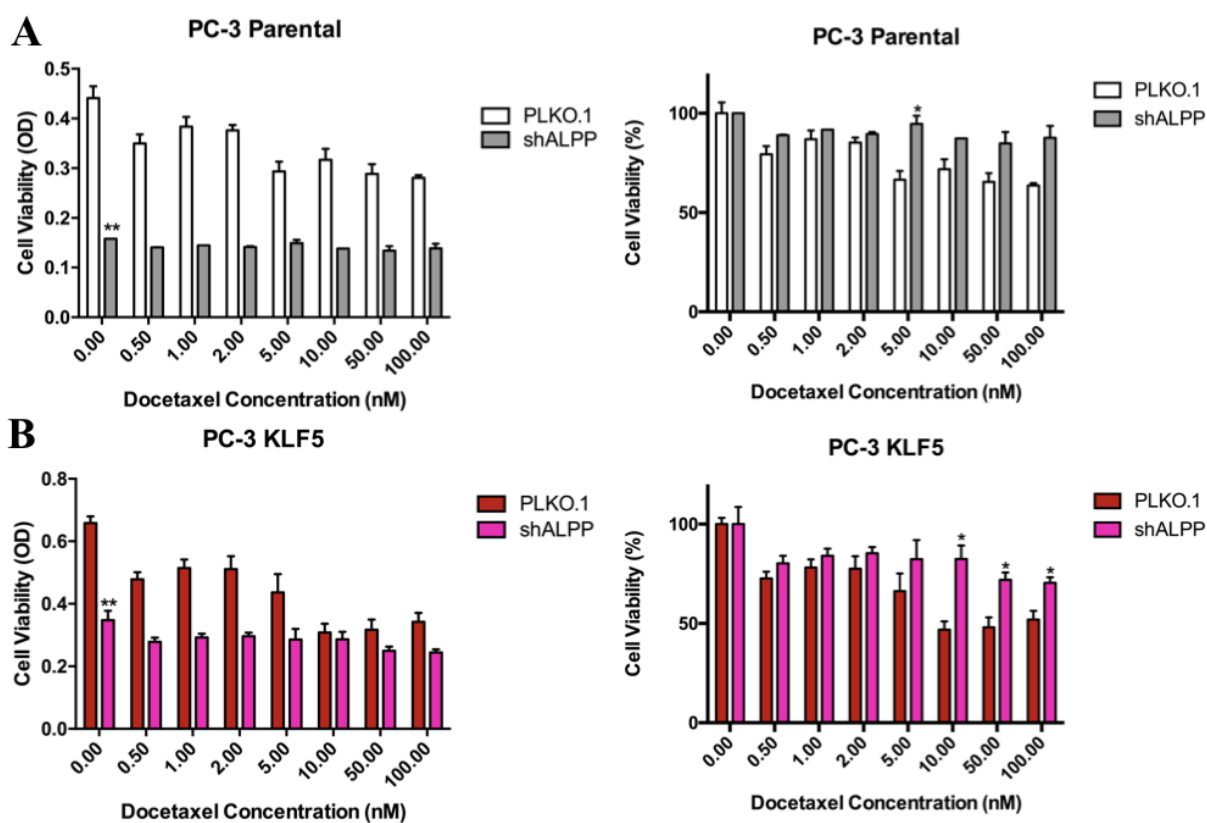 A
PC-3 Parental
Cell Viability (OD)
0.5
0.4
0.3
0.2
0.1
0.0
**
0.00
0.50
1.00
2.00
5.00
10.00
50.00
100.00
Docetaxel Concentration (nM)
PLKO.1
shALPP
PC-3 Parental
Cell Viability (%)
100
50
0
*
0.00
0.50
1.00
2.00
5.00
10.00
50.00
100.00
Docetaxel Concentration (nM)
PLKO.1
shALPP
B
PC-3 KLF5
Cell Viability (OD)
0.8
0.6
0.4
0.2
0.0
**
0.00
0.50
1.00
2.00
5.00
10.00
50.00
100.00
Docetaxel Concentration (nM)
PLKO.1
shALPP
PC-3 KLF5
Cell Viability (%)
100
50
0
*
*
*
0.00
0.50
1.00
2.00
5.00
10.00
50.00
100.00
Docetaxel Concentration (nM)
PLKO.1
shALPP